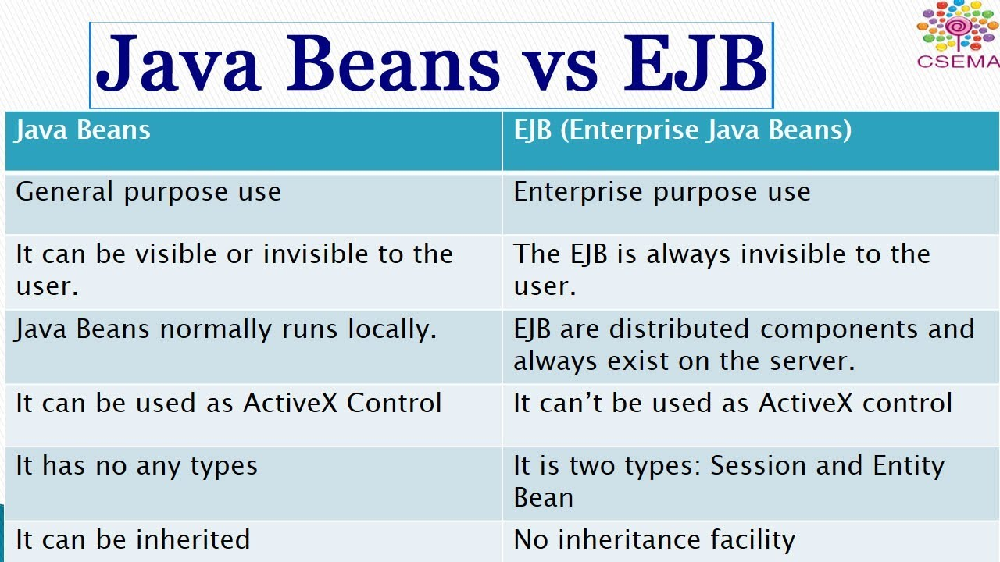 Java Beans vs EJB
CSEMA
Java Beans
EJB (Enterprise Java Beans)
General purpose use
Enterprise purpose use
It can be visible or invisible to the
user.
The EJB is always invisible to the
user.
Java Beans normally runs locally.
EJB are distributed components and
always exist on the server.
It can be used as ActiveX Control
It can’t be used as ActiveX control
It has no any types
It is two types: Session and Entity
Bean
It can be inherited
No inheritance facility